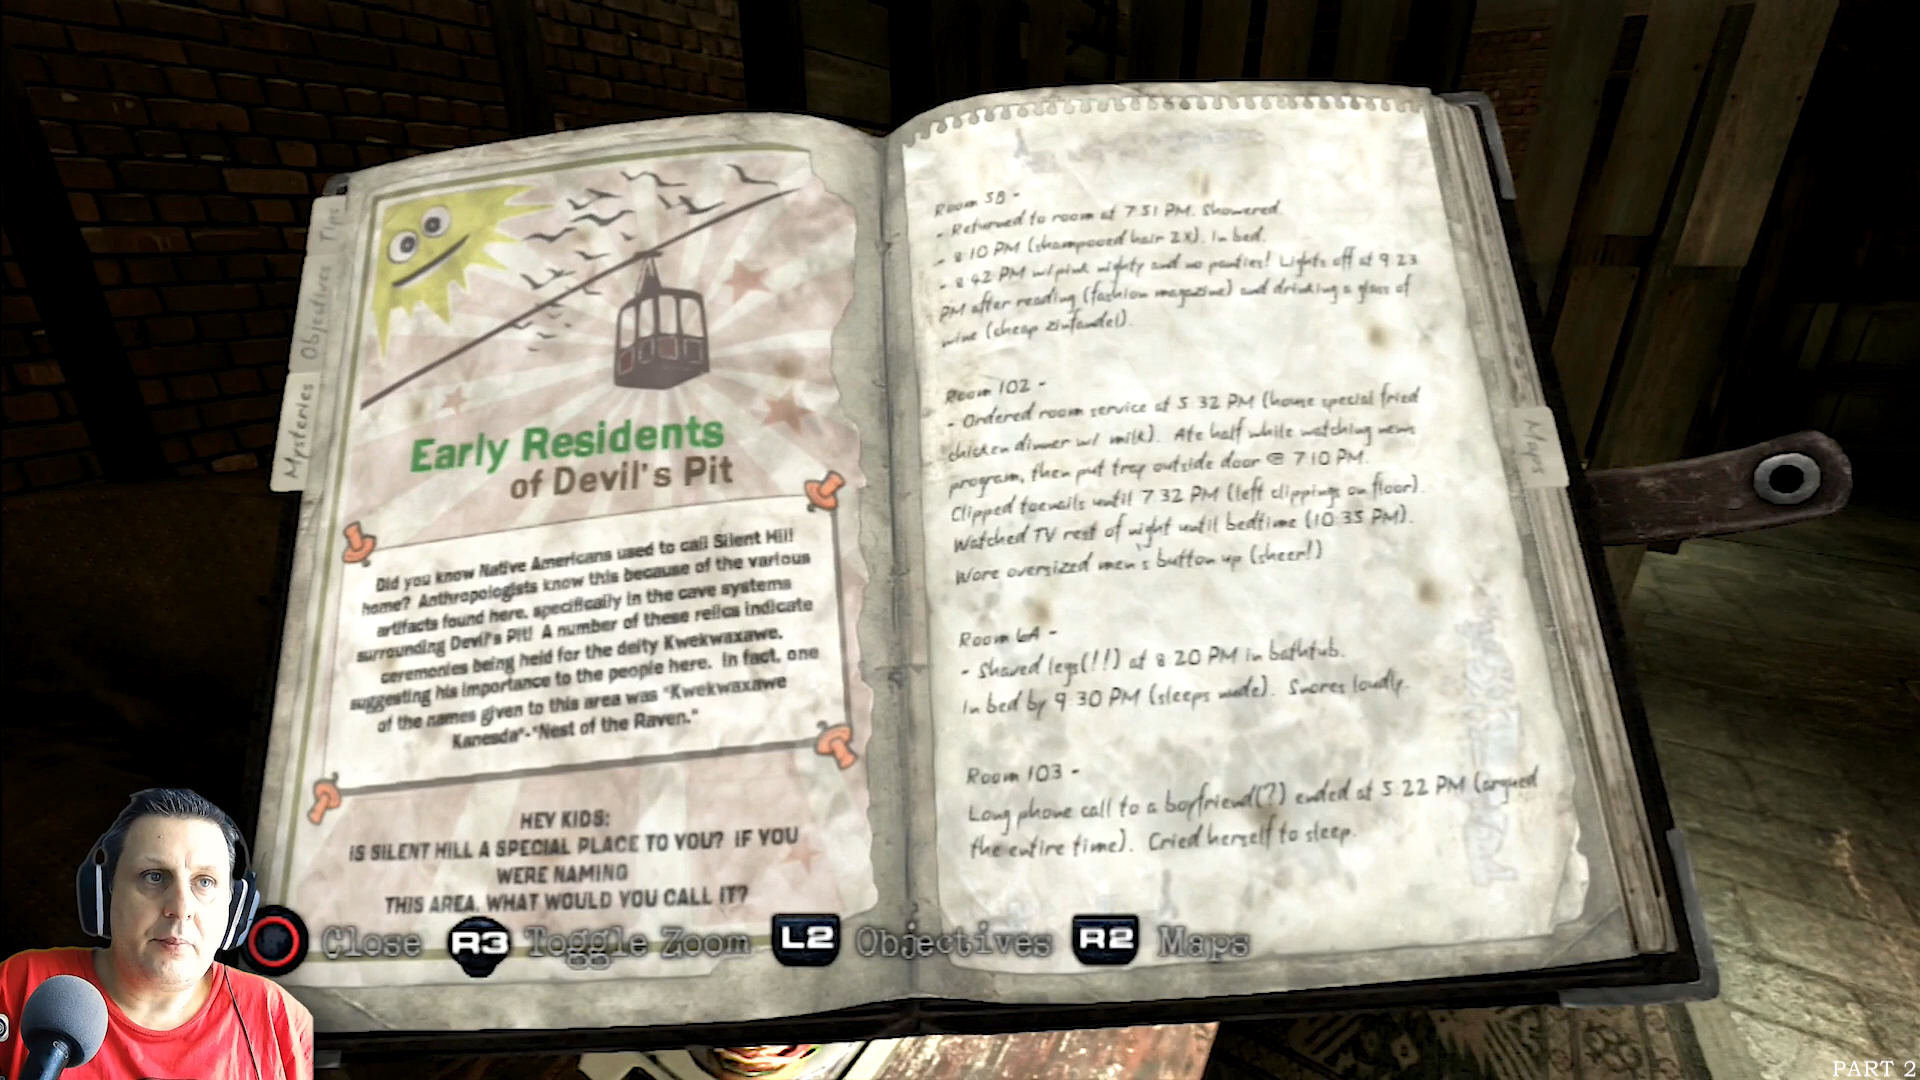 Tips
Objectives
Mysteries
Early Residents
of Devil's Pit
Did you know Native Americans used to call Silent Hill
home? Anthropologists know this because of the various
artifacts found here, specifically in the cave systems
surrounding Devil's Pit! A number of these relics indicate
ceremonies being held for the deity Kwekwaxawe,
suggesting his importance to the people here. In fact, one
of the names given to this area was "Kwekwaxawe
Kanesda"-"Nest of the Raven."
HEY KIDS:
IS SILENT HILL A SPECIAL PLACE TO YOU? IF YOU
WERE NAMING
THIS AREA, WHAT WOULD YOU CALL IT?
Room 5B -
- Returned to room at 7:51 PM. Showered.
- 8:10 PM (shampooed hair 2x). In bed.
- 8:42 PM w/pink nighty and no panties! Lights off at 9:23
PM after reading (fashion magazine) and drinking a glass of
wine (cheap zinfandel).
Room 102 -
- Ordered room service at 5:32 PM (house special fried
chicken dinner w/ milk). Ate half while watching news
program, then put tray outside door @ 7:10 PM.
Clipped toenails until 7:32 PM (left clippings on floor).
Watched TV rest of night until bedtime (10:35 PM).
Wore oversized men's button up (sheer!)
Room 6A -
- Shaved legs(!!) at 8:20 PM in bathtub.
In bed by 9:30 PM (sleeps nude). Snores loudly.
Room 103 -
Long phone call to a boyfriend(?) ended at 5:22 PM (argued
the entire time). Cried herself to sleep.
Maps
Close R3 Toggle Zoom L2 Objectives R2 Maps
PART 2